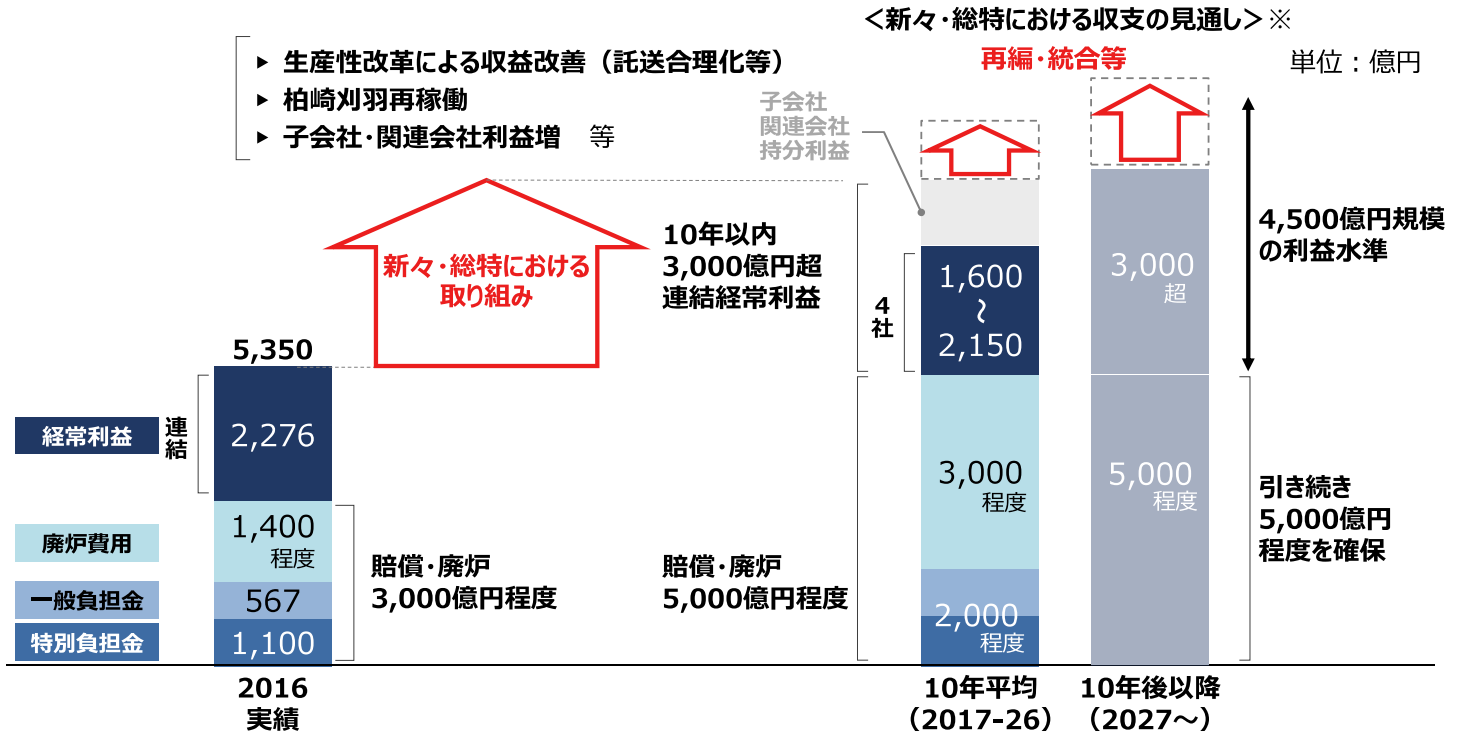 <新々・総特における収支の見通し>※
再編・統合等
単位：億円
▶ 生産性改革による収益改善（託送合理化等）
▶ 柏崎刈羽再稼働
▶ 子会社・関連会社利益増　等
子会社
関連会社
持分利益
新々・総特における
取り組み
10年以内
3,000億円超
連結経常利益
4
社
1,600
～
2,150
3,000
超
4,500億円規模
の利益水準
5,350
経常利益
連
結
2,276
廃炉費用
1,400
程度
一般負担金
567
特別負担金
1,100
賠償・廃炉
3,000億円程度
賠償・廃炉
5,000億円程度
3,000
程度
2,000
程度
5,000
程度
引き続き
5,000億円
程度を確保
2016
実績
10年平均
（2017-26）
10年後以降
（2027～）